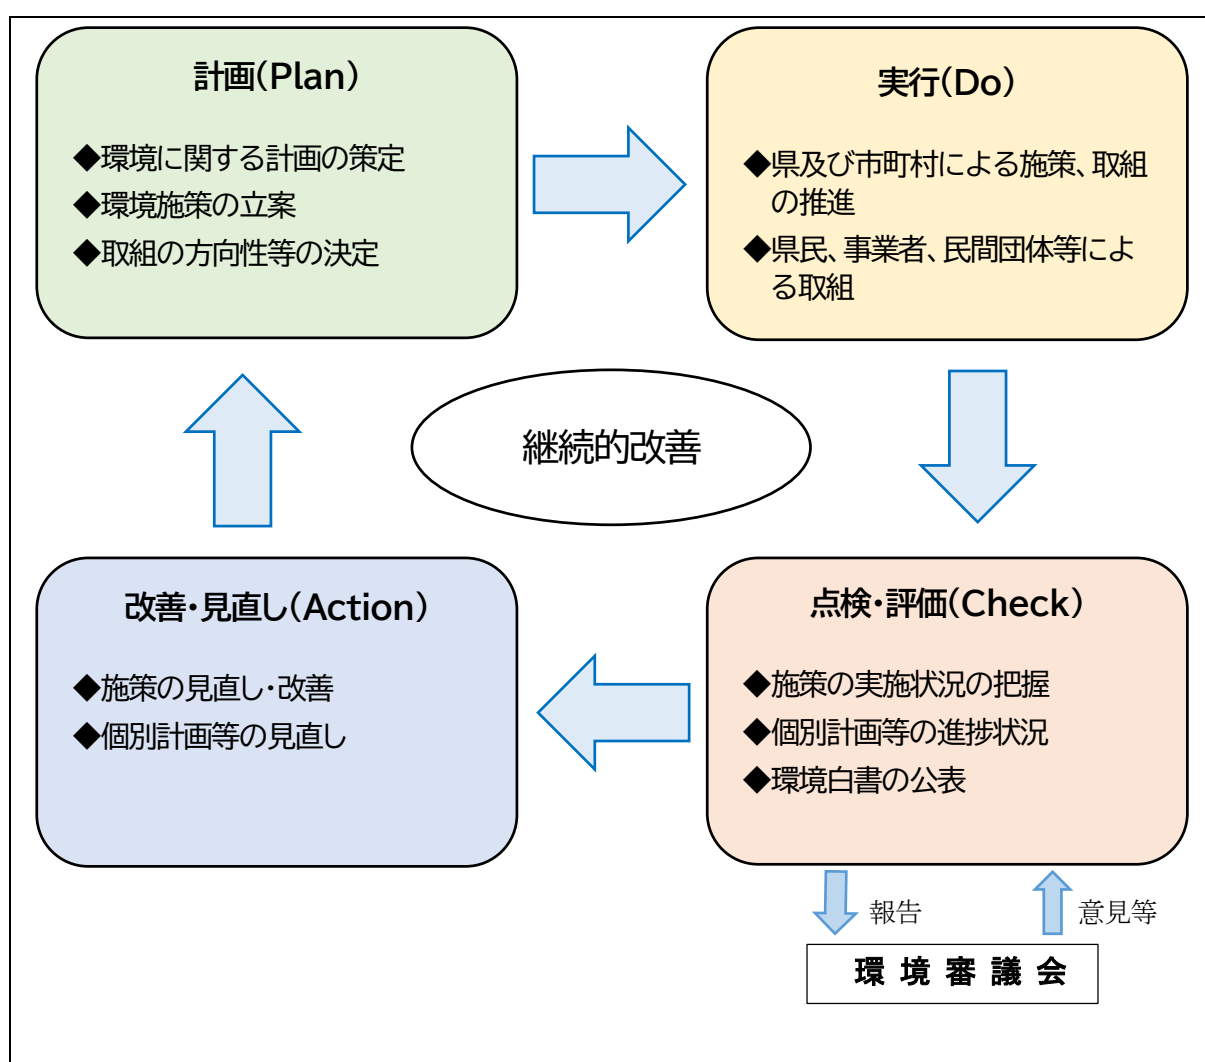 計画(Plan)
◆環境に関する計画の策定
◆環境施策の立案
◆取組の方向性等の決定
実行(Do)
◆県及び市町村による施策、取組
の推進
◆県民、事業者、民間団体等によ
る取組
継続的改善
改善・見直し(Action)
◆施策の見直し・改善
◆個別計画等の見直し
点検・評価(Check)
◆施策の実施状況の把握
◆個別計画等の進捗状況
◆環境白書の公表
報告
意見等
環境審議会